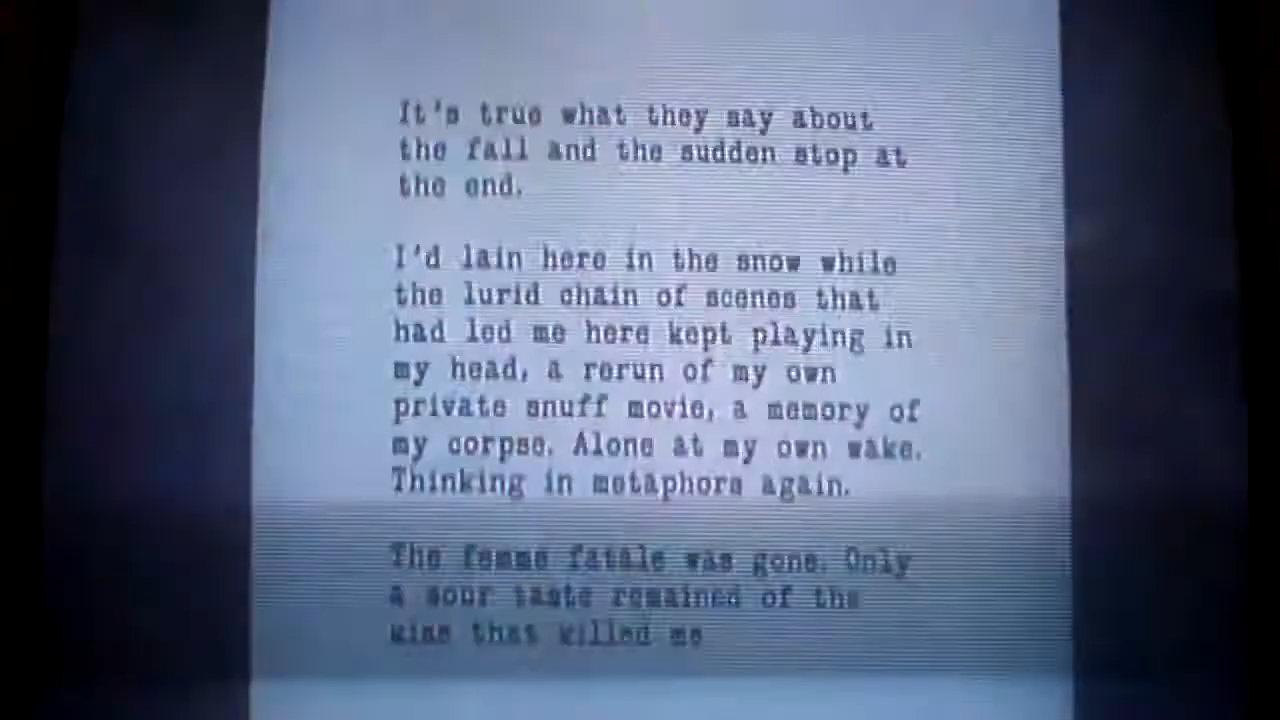 It's true what they say about
the fall and the sudden stop at
the end.
I'd lain here in the snow while
the lurid chain of scenes that
had led me here kept playing in
my head, a rerun of my own
private snuff movie, a memory of
my corpse. Alone at my own wake.
Thinking in metaphors again.
The femme fatale was gone. Only
a sour taste remained of the
kiss that killed me